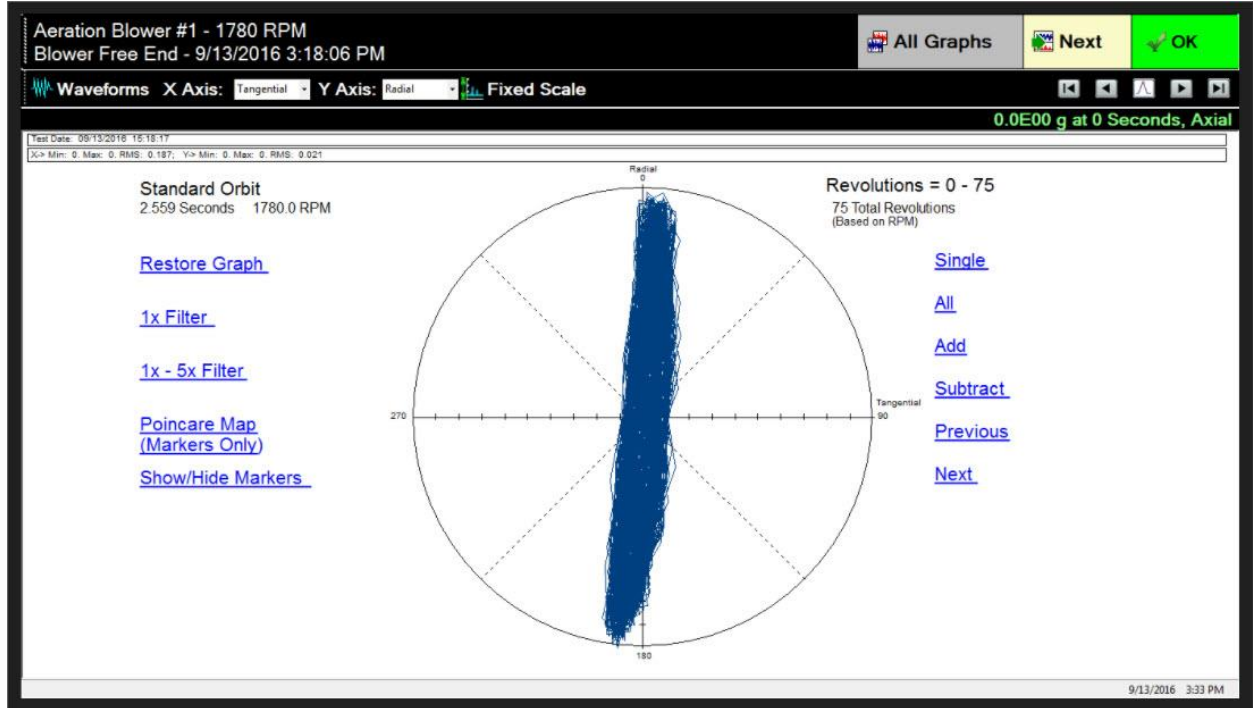 Aeration Blower #1 - 1780 RPM
Blower Free End - 9/13/2016 3:18:06 PM
All Graphs
Next
OK
Waveforms X Axis: Tangential Y Axis: Radial Fixed Scale
0.0E00 g at 0 Seconds, Axial
Test Date: 09/13/2016 15:18:17
X-> Min: 0. Max: 0. RMS: 0.187; Y-> Min: 0. Max: 0. RMS: 0.021
Standard Orbit
2.559 Seconds 1780.0 RPM
Restore Graph
1x Filter
1x - 5x Filter
Poincare Map
(Markers Only)
Show/Hide Markers
Radial
0
270
Tangential
90
180
Revolutions = 0 - 75
75 Total Revolutions
(Based on RPM)
Single
All
Add
Subtract
Previous
Next
9/13/2016 3:33 PM